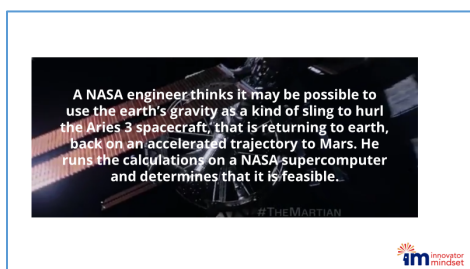 A NASA engineer thinks it may be possible to
use the earth's gravity as a kind of sling to hurl
the Aries 3 spacecraft, that is returning to earth,
back on an accelerated trajectory to Mars. He
runs the calculations on a NASA supercomputer
and determines that it is feasible.
#THEMARTIAN
im innovator
mindset